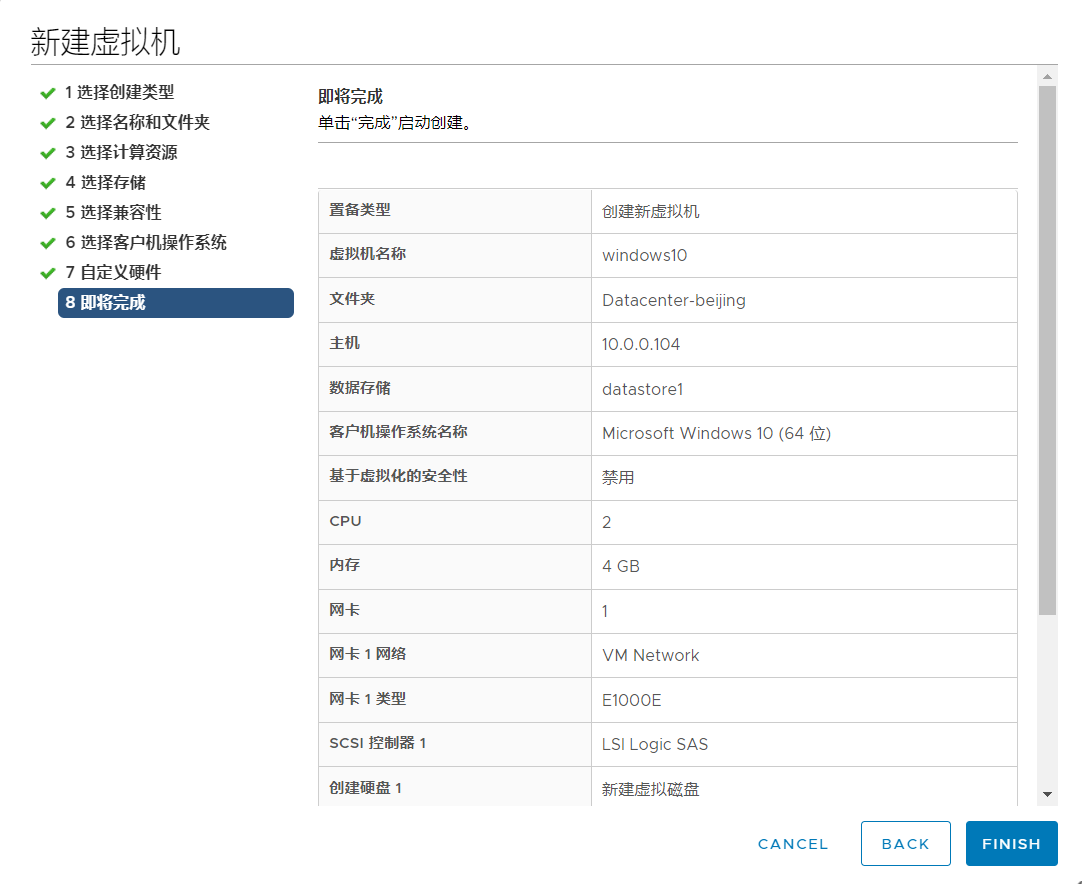 新建虚拟机
1 选择创建类型
2 选择名称和文件夹
3 选择计算资源
4 选择存储
5 选择兼容性
6 选择客户机操作系统
7 自定义硬件
8 即将完成
即将完成
单击“完成”启动创建。
置备类型 创建新虚拟机
虚拟机名称 windows10
文件夹 Datacenter-beijing
主机 10.0.0.104
数据存储 datastore1
客户机操作系统名称 Microsoft Windows 10 (64 位)
基于虚拟化的安全性 禁用
CPU 2
内存 4 GB
网卡 1
网卡 1 网络 VM Network
网卡 1 类型 E1000E
SCSI 控制器 1 LSI Logic SAS
创建硬盘 1 新建虚拟磁盘
CANCEL BACK FINISH